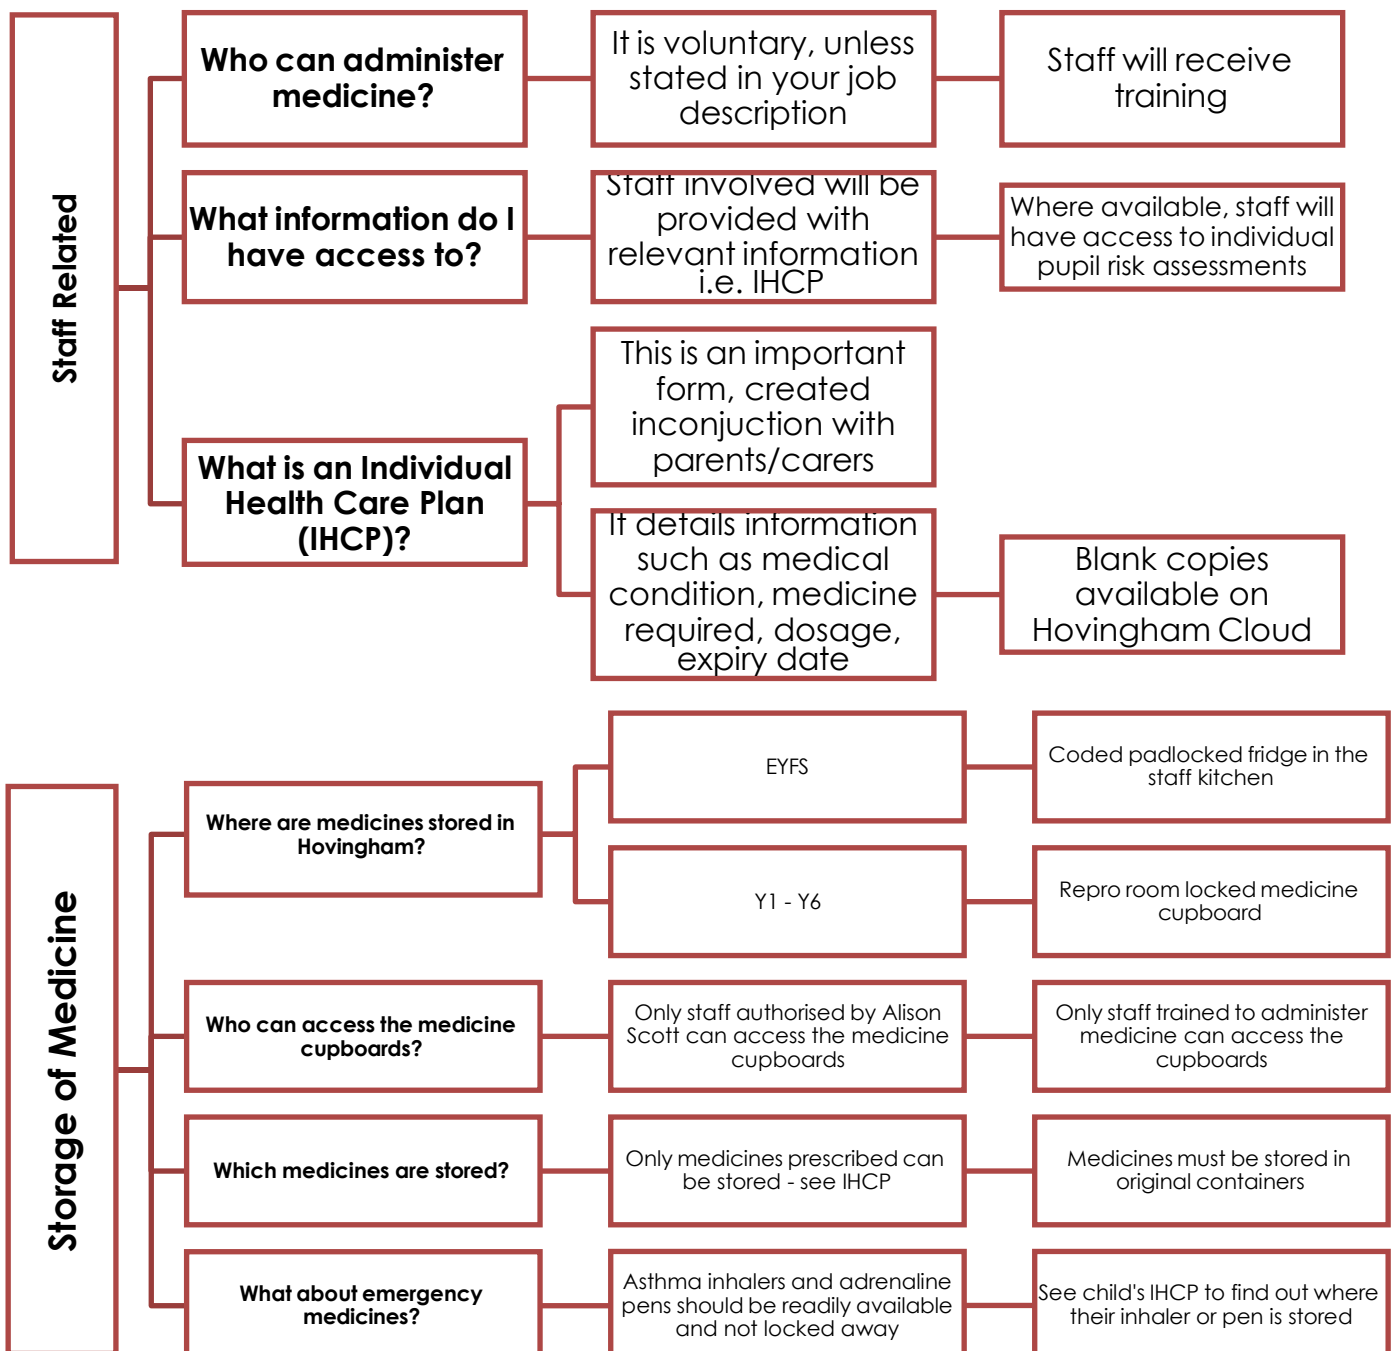 Staff Related
Who can administer
medicine?
It is voluntary, unless
stated in your job
description
Staff will receive
training
What information do I
have access to?
Staff involved will be
provided with
relevant information
i.e. IHCP
Where available, staff will
have access to individual
pupil risk assessments
What is an Individual
Health Care Plan
(IHCP)?
This is an important
form, created
inconjuction with
parents/carers
It details information
such as medical
condition, medicine
required, dosage,
expiry date
Blank copies
available on
Hovingham Cloud
Storage of Medicine
Where are medicines stored in
Hovingham?
EYFS
Coded padlocked fridge in the
staff kitchen
Y1 - Y6
Repro room locked medicine
cupboard
Who can access the medicine
cupboards?
Only staff authorised by Alison
Scott can access the medicine
cupboards
Only staff trained to administer
medicine can access the
cupboards
Which medicines are stored?
Only medicines prescribed can
be stored - see IHCP
Medicines must be stored in
original containers
What about emergency
medicines?
Asthma inhalers and adrenaline
pens should be readily available
and not locked away
See child's IHCP to find out where
their inhaler or pen is stored